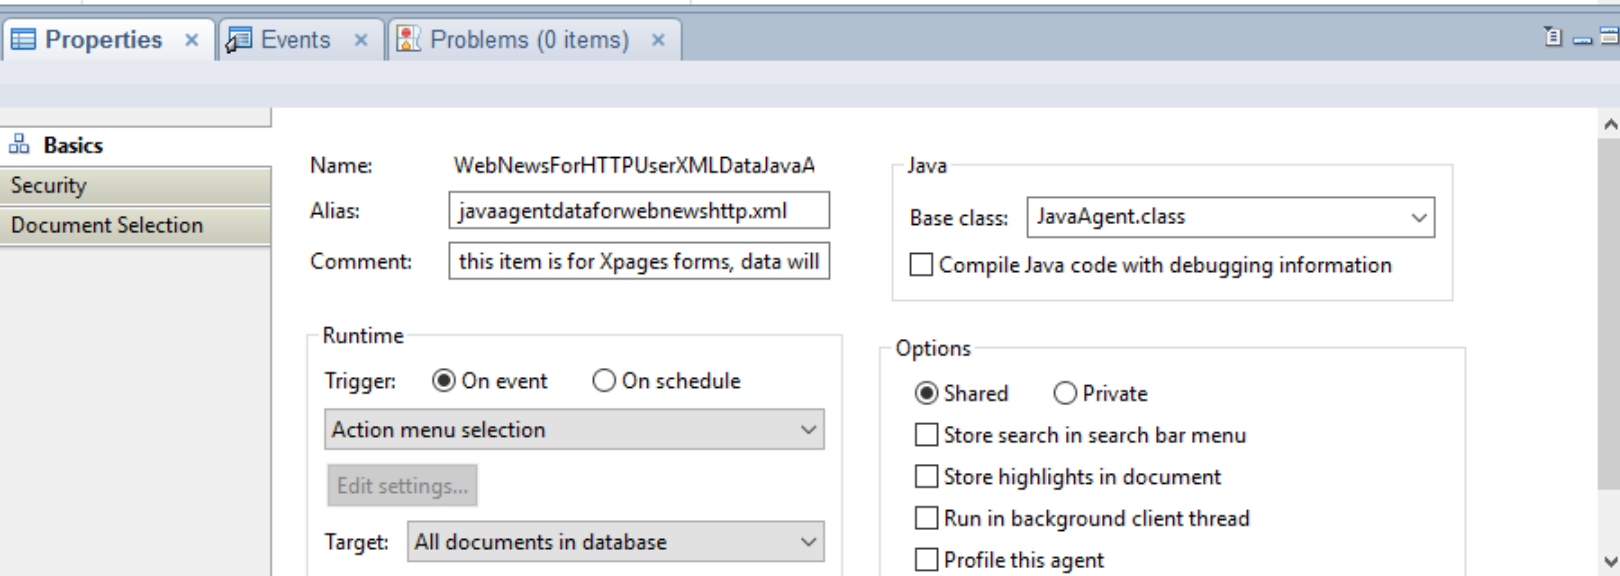 Properties
Events
Problems (0 items)
Basics
Security
Document Selection
Name: WebNewsForHTTPUserXMLDataJavaA
Alias: javaagentdataforwebnewshttp.xml
Comment: this item is for Xpages forms, data will
Runtime
Trigger: On event On schedule
Action menu selection
Edit settings...
Target: All documents in database
Java
Base class: JavaAgent.class
Compile Java code with debugging information
Options
Shared Private
Store search in search bar menu
Store highlights in document
Run in background client thread
Profile this agent